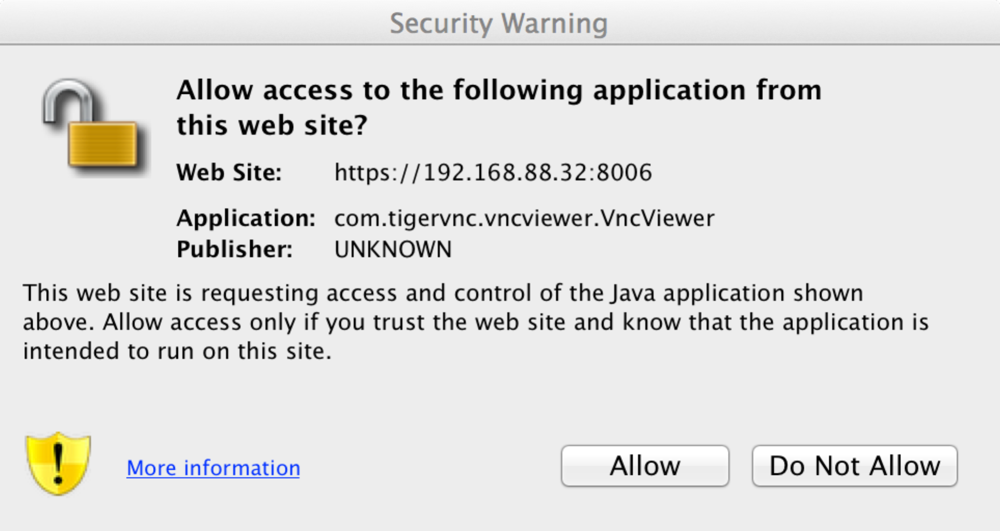 Security Warning
Allow access to the following application from
this web site?
Web Site: https://192.168.88.32:8006
Application: com.tigervnc.vncviewer.VncViewer
Publisher: UNKNOWN
This web site is requesting access and control of the Java application shown
above. Allow access only if you trust the web site and know that the application is
intended to run on this site.
More information
Allow
Do Not Allow